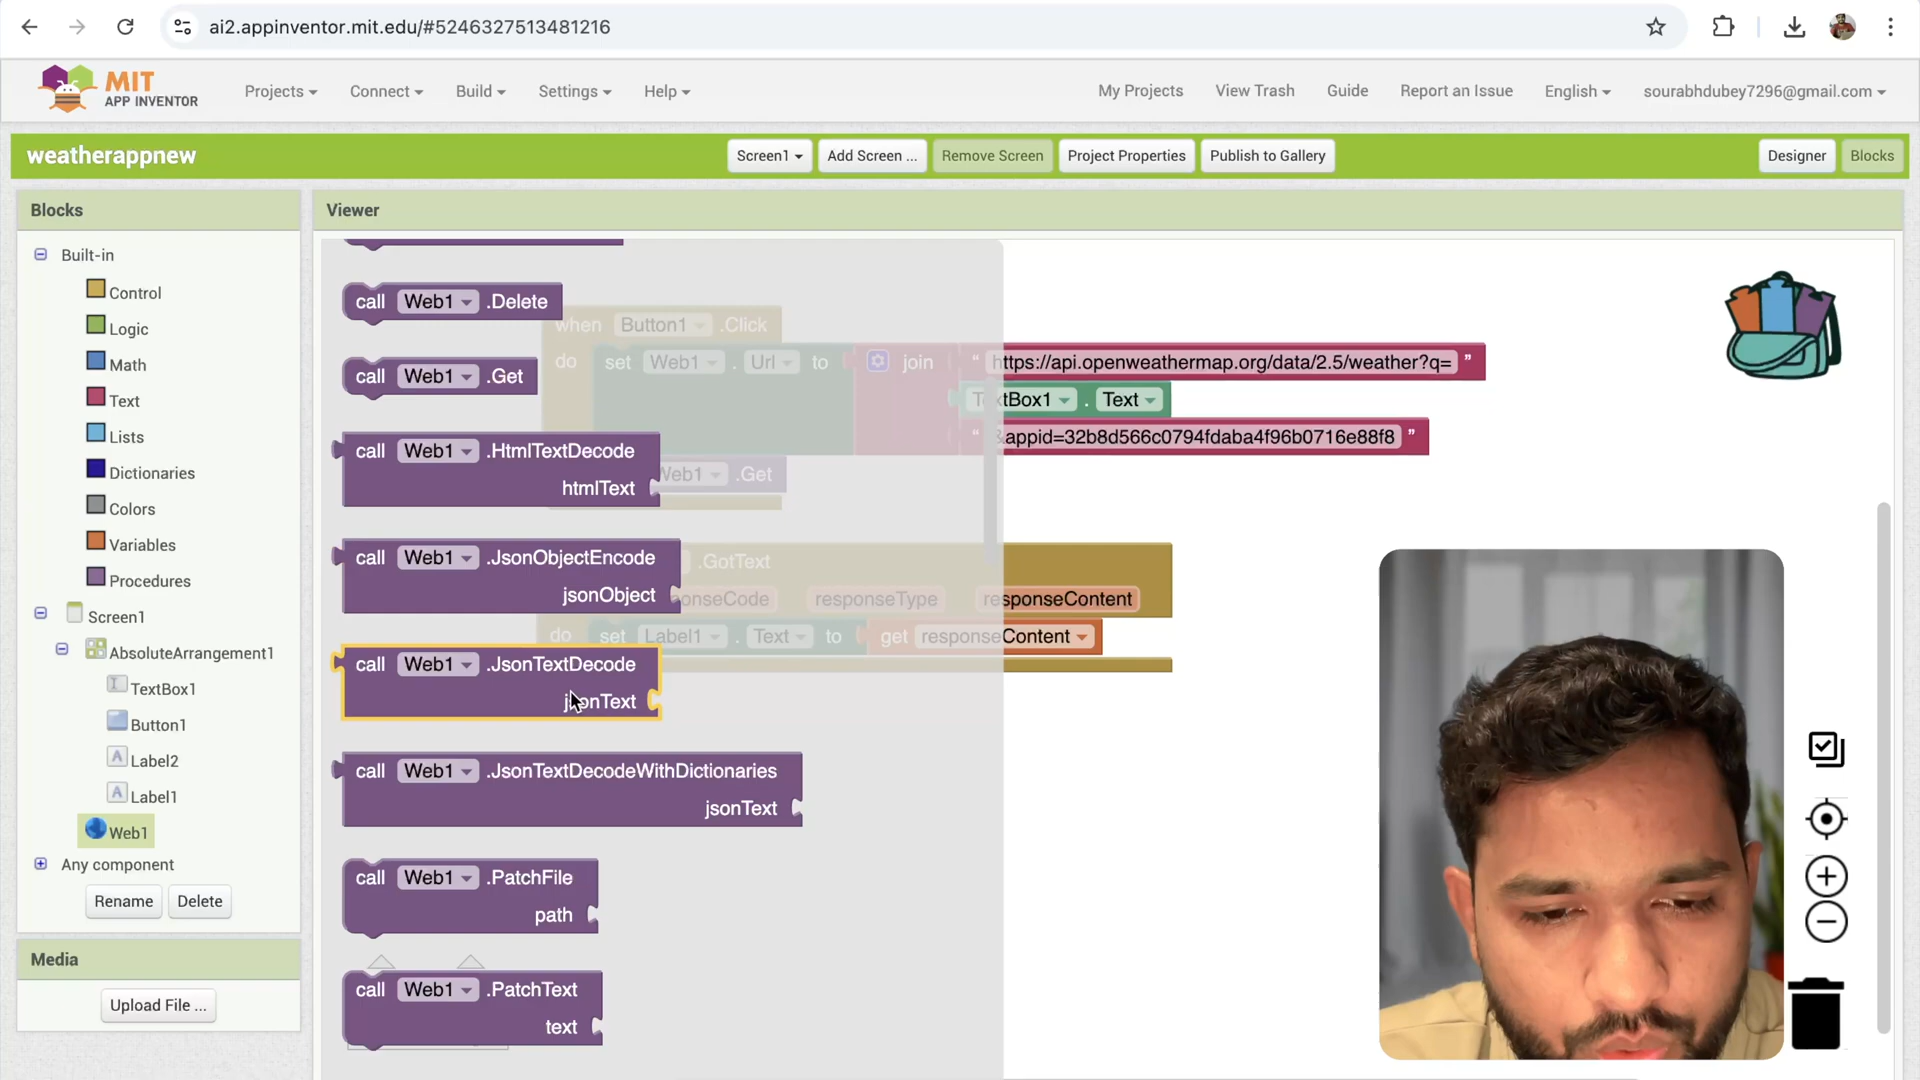 ai2.appinventor.mit.edu/#5246327513481216
MIT
APP INVENTOR
Projects
Connect
Build
Settings
Help
My Projects
View Trash
Guide
Report an Issue
English
sourabhdubey7296@gmail.com
weatherappnew
Screen1
Add Screen ...
Remove Screen
Project Properties
Publish to Gallery
Designer
Blocks
Blocks
Viewer
Built-in
Control
Logic
Math
Text
Lists
Dictionaries
Colors
Variables
Procedures
Screen1
AbsoluteArrangement1
TextBox1
Button1
Label2
Label1
Web1
Any component
Rename
Delete
Media
Upload File ...
call Web1 .Delete
call Web1 .Get
call Web1 .HtmlTextDecode
htmlText
call Web1 .JsonObjectEncode
jsonObject
call Web1 .JsonTextDecode
jsonText
call Web1 .JsonTextDecodeWithDictionaries
jsonText
call Web1 .PatchFile
path
call Web1 .PatchText
text
when Button1 .Click
do set Web1 . Url to join “ https://api.openweathermap.org/data/2.5/weather?q= ”
TextBox1 . Text
“ &appid=32b8d566c0794fdaba4f96b0716e88f8 ”
Web1 .Get
.GotText
responseType responseContent
do set Label1 . Text to get responseContent